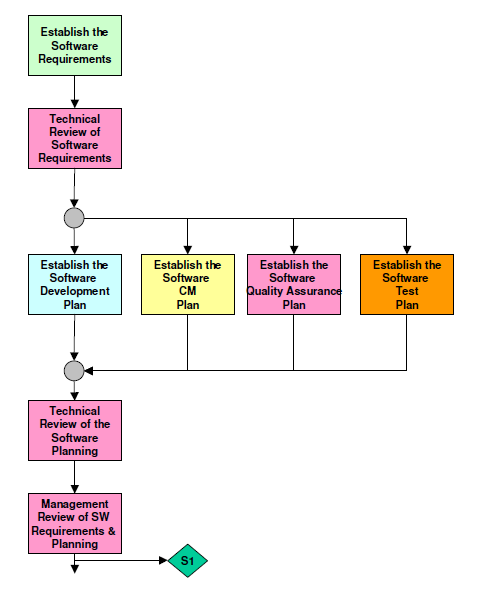 Establish the
Software
Requirements
Technical
Review of
Software
Requirements
Establish the
Software
Development
Plan
Establish the
Software
CM
Plan
Establish the
Software
Quality Assurance
Plan
Establish the
Software
Test
Plan
Technical
Review of the
Software
Planning
Management
Review of SW
Requirements &
Planning
S1